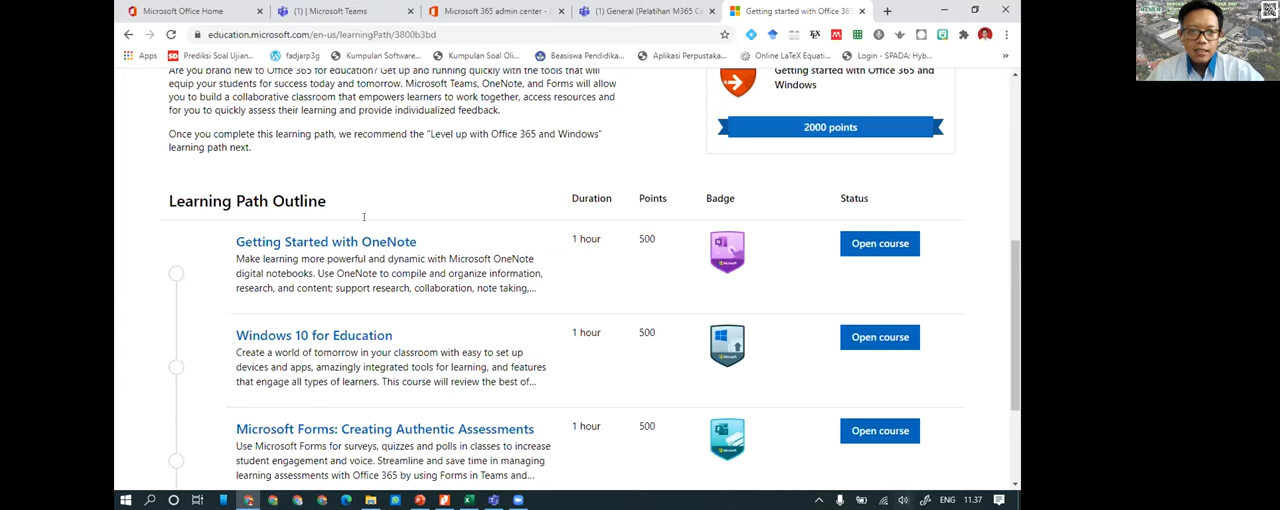 Microsoft Office Home
(1) | Microsoft Teams
Microsoft 365 admin center - A
(1) General (Pelatihan M365 C
Getting started with Office 365
education.microsoft.com/en-us/learningPath/3800b3bd
Apps
Prediksi Soal Ujian...
fadjarp3g
Kumpulan Software...
Kumpulan Soal Oli...
Beasiswa Pendidika...
Aplikasi Perpustaka...
Online LaTeX Equati...
Login - SPADA: Hyb...
Are you brand new to Office 365 for education? Get up and running quickly with the tools that will
equip your students for success today and tomorrow. Microsoft Teams, OneNote, and Forms will allow
you to build a collaborative classroom that empowers learners to work together, access resources and
for you to quickly assess their learning and provide individualized feedback.
Once you complete this learning path, we recommend the "Level up with Office 365 and Windows"
learning path next.
Getting started with Office 365 and
Windows
2000 points
Learning Path Outline
Duration
Points
Badge
Status
Getting Started with OneNote
1 hour
500
Open course
Make learning more powerful and dynamic with Microsoft OneNote
digital notebooks. Use OneNote to compile and organize information,
research, and content; support research, collaboration, note taking,...
Windows 10 for Education
1 hour
500
Open course
Create a world of tomorrow in your classroom with easy to set up
devices and apps, amazingly integrated tools for learning, and features
that engage all types of learners. This course will review the best of...
Microsoft Forms: Creating Authentic Assessments
1 hour
500
Open course
Use Microsoft Forms for surveys, quizzes and polls in classes to increase
student engagement and voice. Streamline and save time in managing
learning assessments with Office 365 by using Forms in Teams and...
ENG
11.37